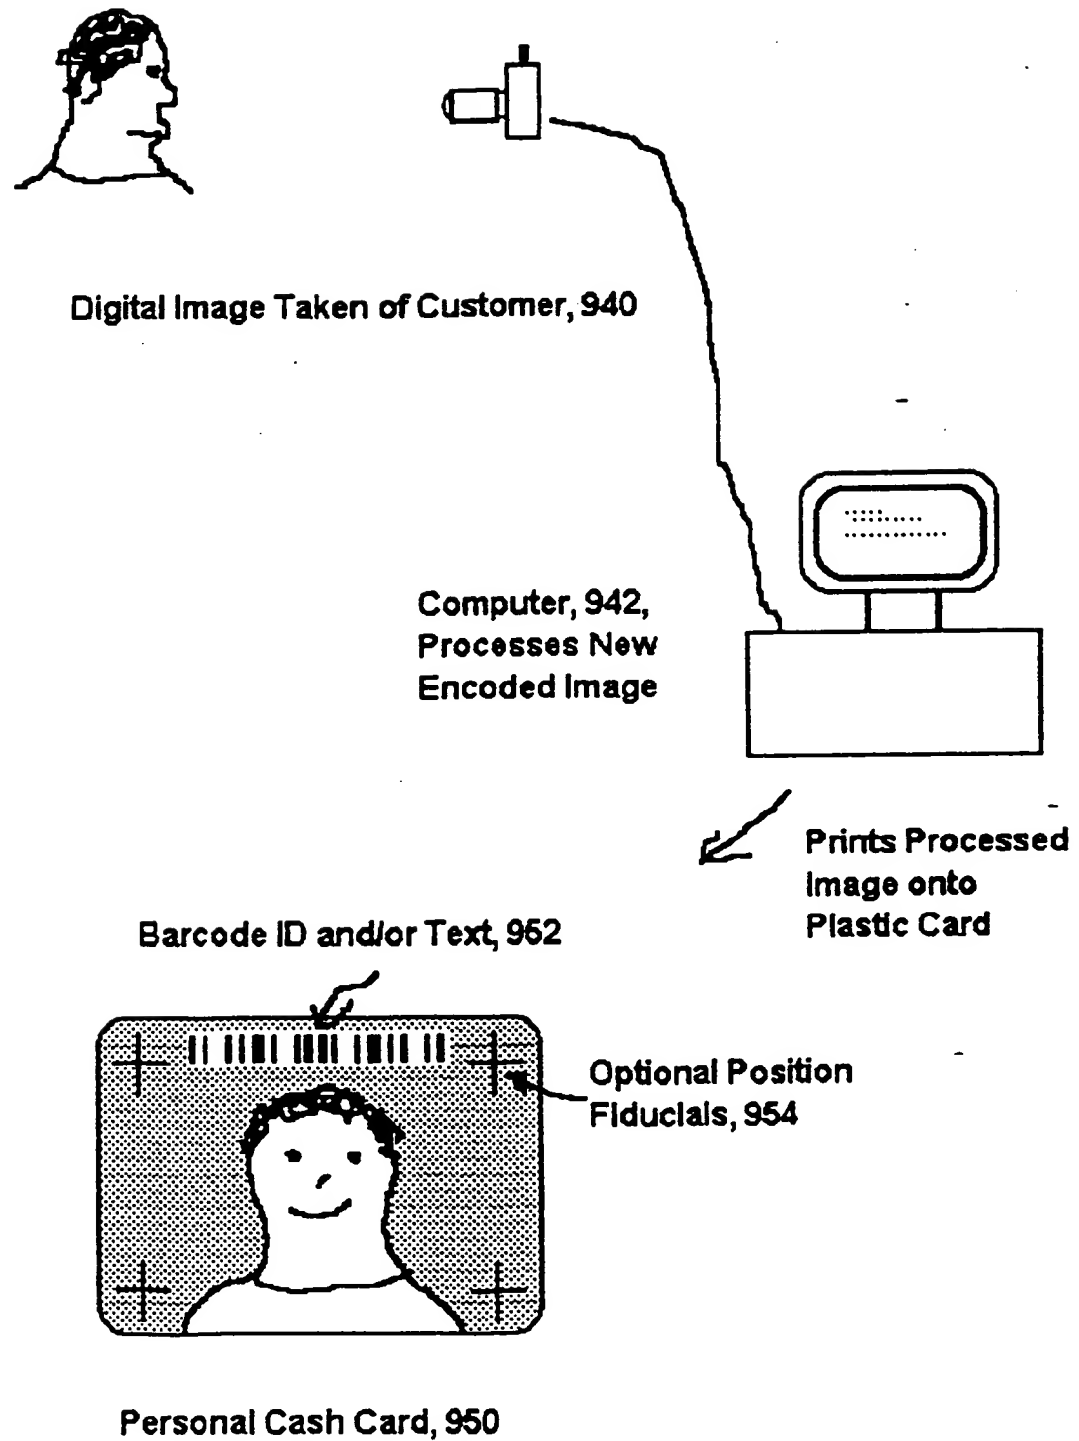 Digital Image Taken of Customer, 940
Computer, 942,
Processes New
Encoded Image
Prints Processed
Image onto
Plastic Card
Barcode ID and/or Text, 952
Optional Position
Fiducials, 954
Personal Cash Card, 950